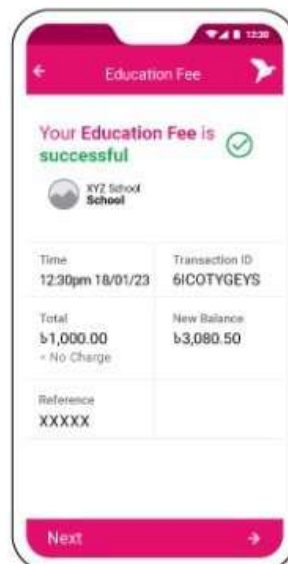 12:30
Education Fee
Your Education Fee is
successful
XYZ School
School
Time
12:30pm 18/01/23
Transaction ID
6ICOTYGEYS
Total
৳1,000.00
+ No Charge
New Balance
৳3,080.50
Reference
XXXXX
Next